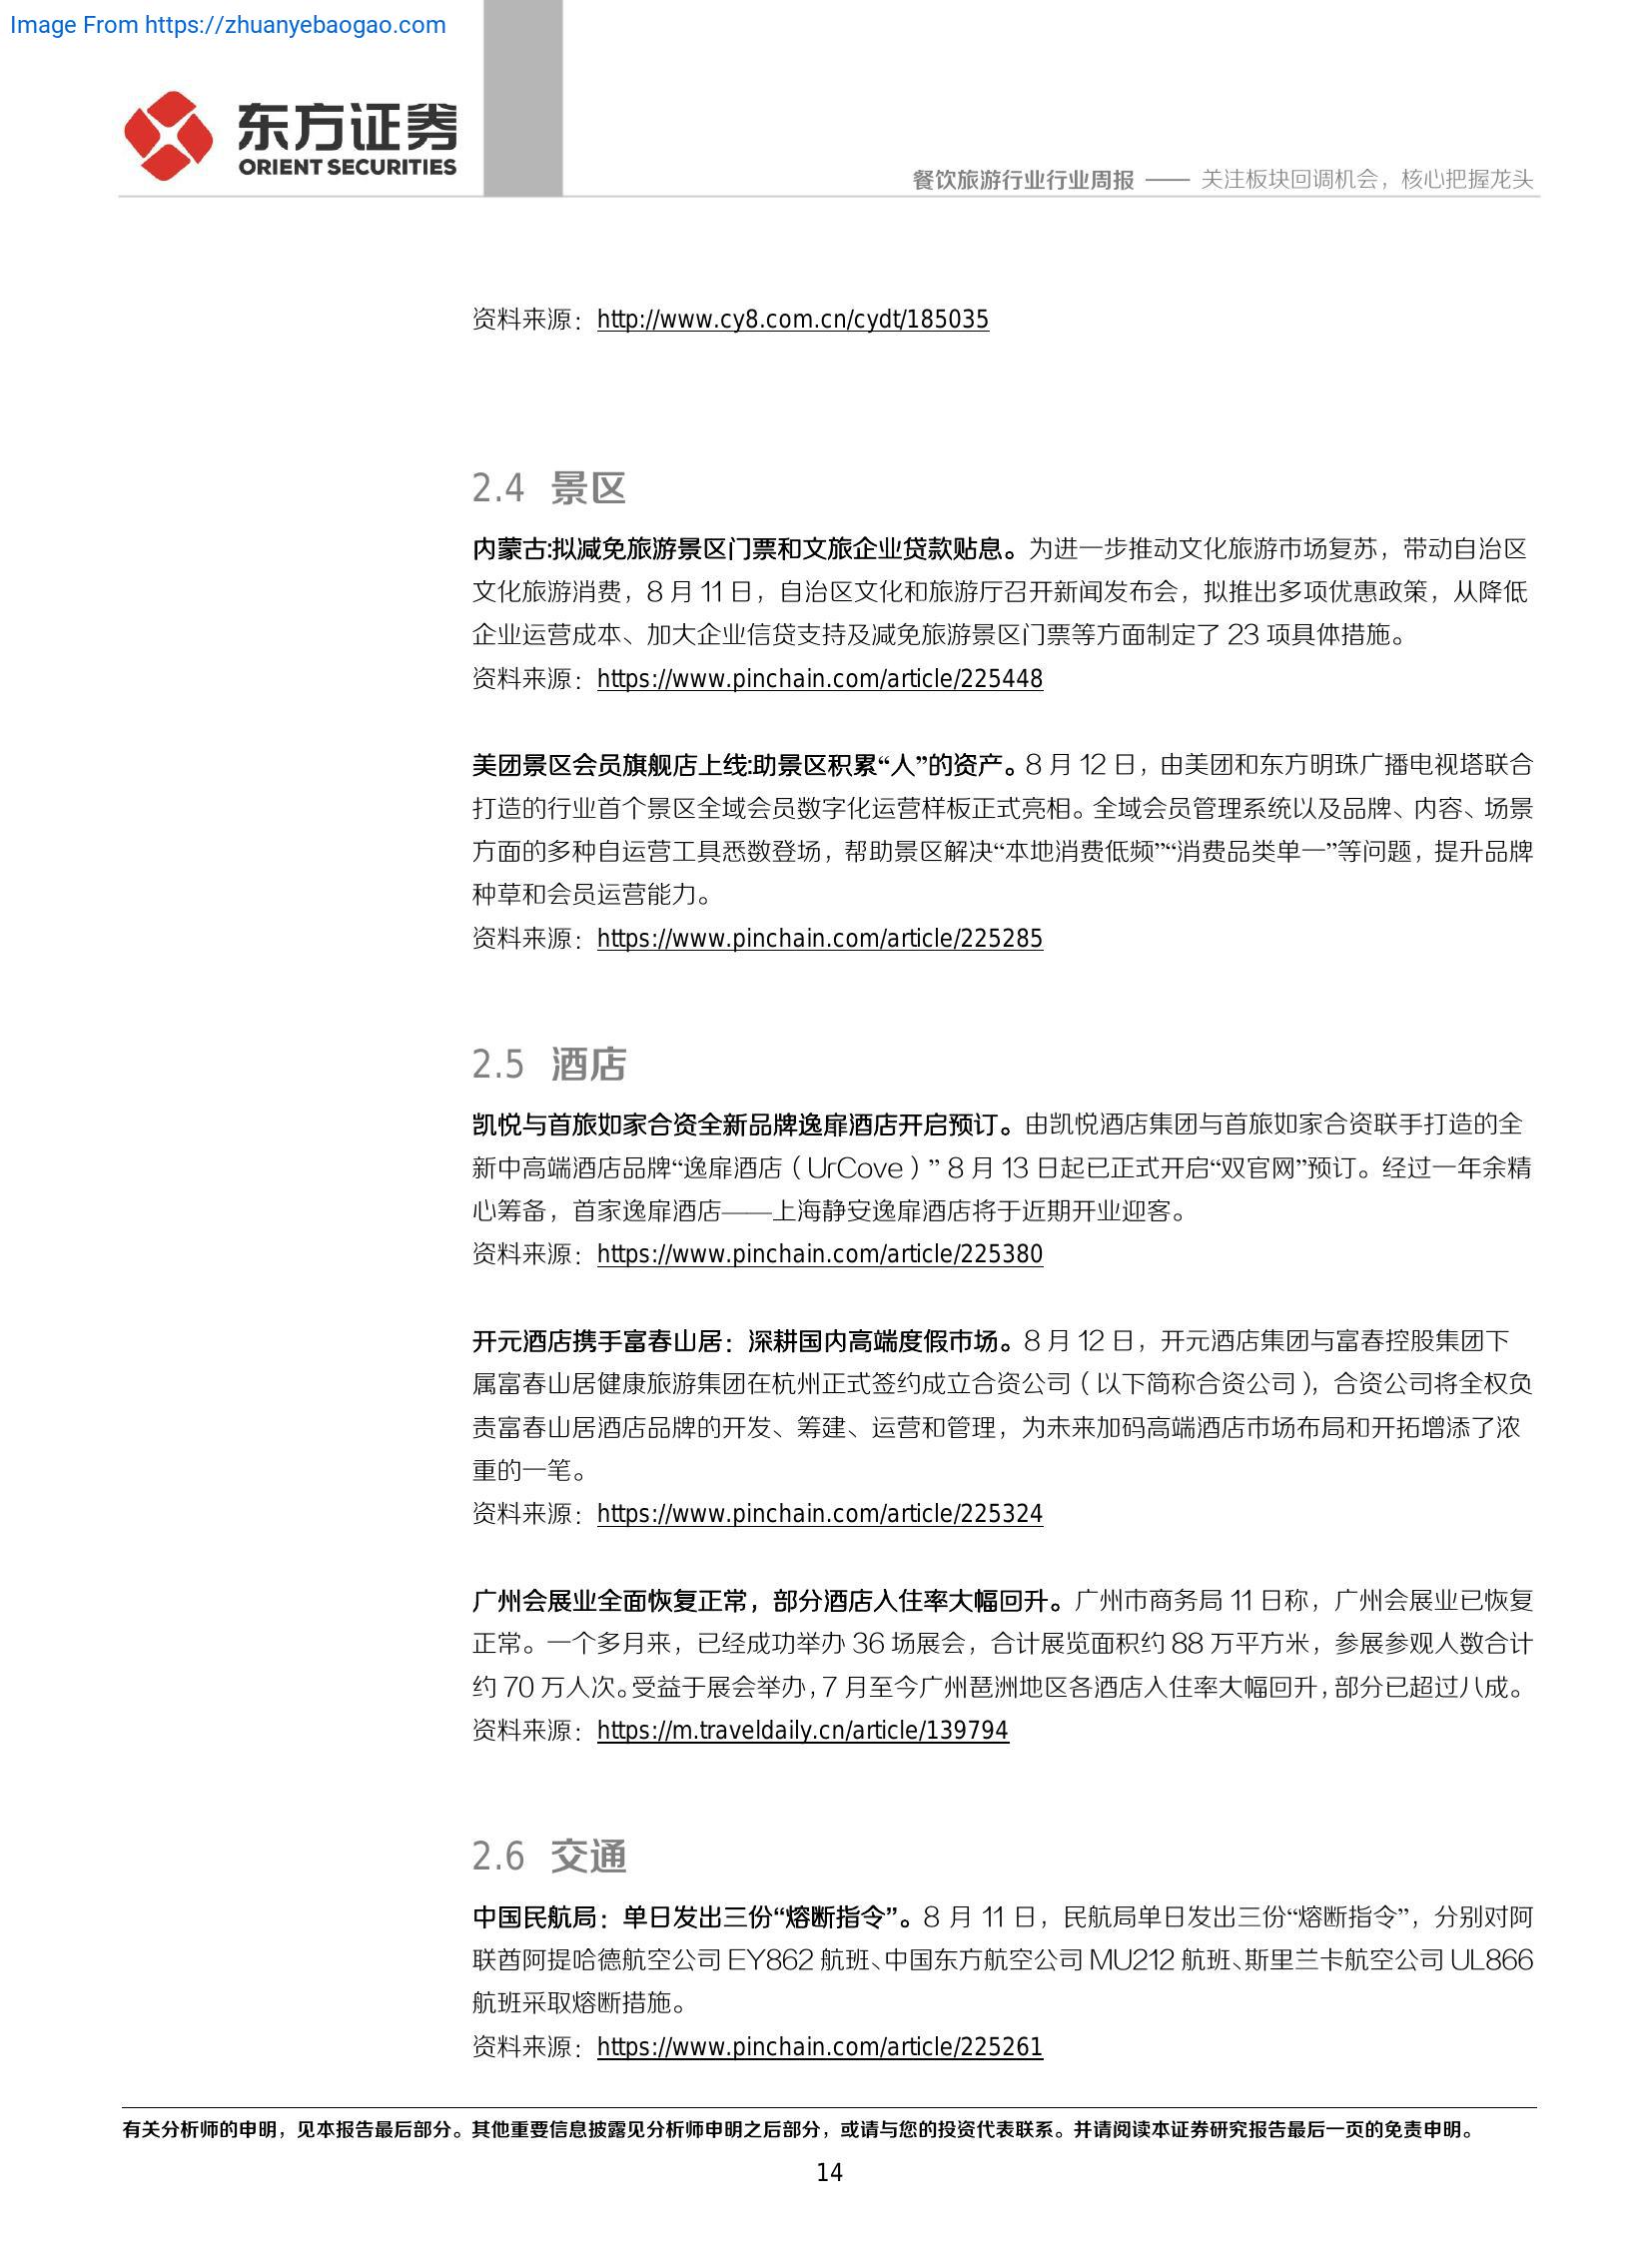 Image From https://zhuanyebaogao.com
东方证券
ORIENT SECURITIES
餐饮旅游行业行业周报 —— 关注板块回调机会，核心把握龙头
资料来源：http://www.cy8.com.cn/cydt/185035
2.4 景区
内蒙古:拟减免旅游景区门票和文旅企业贷款贴息。为进一步推动文化旅游市场复苏，带动自治区
文化旅游消费，8 月 11 日，自治区文化和旅游厅召开新闻发布会，拟推出多项优惠政策，从降低
企业运营成本、加大企业信贷支持及减免旅游景区门票等方面制定了 23 项具体措施。
资料来源：https://www.pinchain.com/article/225448
美团景区会员旗舰店上线:助景区积累“人”的资产。8 月 12 日，由美团和东方明珠广播电视塔联合
打造的行业首个景区全域会员数字化运营样板正式亮相。全域会员管理系统以及品牌、内容、场景
方面的多种自运营工具悉数登场，帮助景区解决“本地消费低频”“消费品类单一”等问题，提升品牌
种草和会员运营能力。
资料来源：https://www.pinchain.com/article/225285
2.5 酒店
凯悦与首旅如家合资全新品牌逸扉酒店开启预订。由凯悦酒店集团与首旅如家合资联手打造的全
新中高端酒店品牌“逸扉酒店（UrCove）” 8 月 13 日起已正式开启“双官网”预订。经过一年余精
心筹备，首家逸扉酒店——上海静安逸扉酒店将于近期开业迎客。
资料来源：https://www.pinchain.com/article/225380
开元酒店携手富春山居：深耕国内高端度假市场。8 月 12 日，开元酒店集团与富春控股集团下
属富春山居健康旅游集团在杭州正式签约成立合资公司（以下简称合资公司），合资公司将全权负
责富春山居酒店品牌的开发、筹建、运营和管理，为未来加码高端酒店市场布局和开拓增添了浓
重的一笔。
资料来源：https://www.pinchain.com/article/225324
广州会展业全面恢复正常，部分酒店入住率大幅回升。广州市商务局 11 日称，广州会展业已恢复
正常。一个多月来，已经成功举办 36 场展会，合计展览面积约 88 万平方米，参展参观人数合计
约 70 万人次。受益于展会举办，7 月至今广州琶洲地区各酒店入住率大幅回升，部分已超过八成。
资料来源：https://m.traveldaily.cn/article/139794
2.6 交通
中国民航局：单日发出三份“熔断指令”。8 月 11 日，民航局单日发出三份“熔断指令”，分别对阿
联酋阿提哈德航空公司 EY862 航班、中国东方航空公司 MU212 航班、斯里兰卡航空公司 UL866
航班采取熔断措施。
资料来源：https://www.pinchain.com/article/225261
有关分析师的申明，见本报告最后部分。其他重要信息披露见分析师申明之后部分，或请与您的投资代表联系。并请阅读本证券研究报告最后一页的免责申明。
14